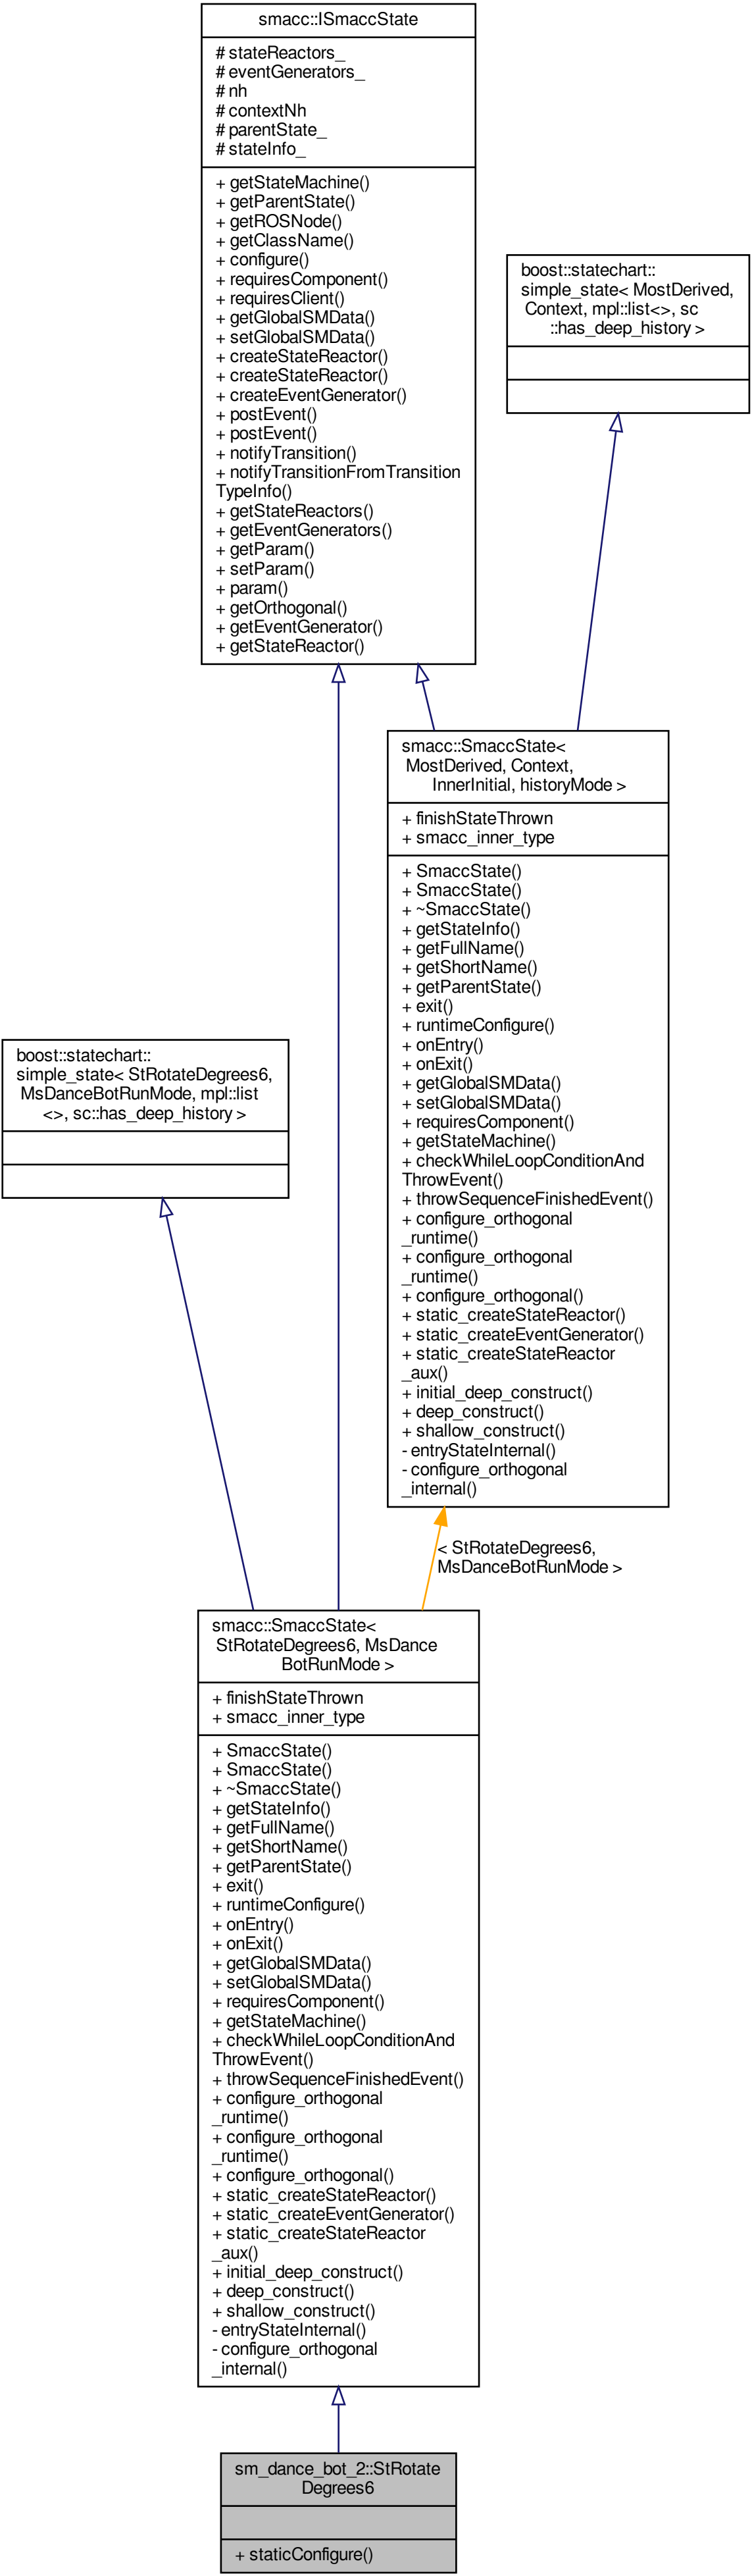 smacc::ISmaccState
# stateReactors_
# eventGenerators_
# nh
# contextNh
# parentState_
# stateInfo_
+ getStateMachine()
+ getParentState()
+ getROSNode()
+ getClassName()
+ configure()
+ requiresComponent()
+ requiresClient()
+ getGlobalSMData()
+ setGlobalSMData()
+ createStateReactor()
+ createStateReactor()
+ createEventGenerator()
+ postEvent()
+ postEvent()
+ notifyTransition()
+ notifyTransitionFromTransition
TypeInfo()
+ getStateReactors()
+ getEventGenerators()
+ getParam()
+ setParam()
+ param()
+ getOrthogonal()
+ getEventGenerator()
+ getStateReactor()
boost::statechart::
simple_state< MostDerived,
Context, mpl::list<>, sc
::has_deep_history >
smacc::SmaccState<
MostDerived, Context,
InnerInitial, historyMode >
+ finishStateThrown
+ smacc_inner_type
+ SmaccState()
+ SmaccState()
+ ~SmaccState()
+ getStateInfo()
+ getFullName()
+ getShortName()
+ getParentState()
+ exit()
+ runtimeConfigure()
+ onEntry()
+ onExit()
+ getGlobalSMData()
+ setGlobalSMData()
+ requiresComponent()
+ getStateMachine()
+ checkWhileLoopConditionAnd
ThrowEvent()
+ throwSequenceFinishedEvent()
+ configure_orthogonal
_runtime()
+ configure_orthogonal
_runtime()
+ configure_orthogonal()
+ static_createStateReactor()
+ static_createEventGenerator()
+ static_createStateReactor
_aux()
+ initial_deep_construct()
+ deep_construct()
+ shallow_construct()
- entryStateInternal()
- configure_orthogonal
_internal()
boost::statechart::
simple_state< StRotateDegrees6,
MsDanceBotRunMode, mpl::list
<>, sc::has_deep_history >
< StRotateDegrees6,
MsDanceBotRunMode >
smacc::SmaccState<
StRotateDegrees6, MsDance
BotRunMode >
+ finishStateThrown
+ smacc_inner_type
+ SmaccState()
+ SmaccState()
+ ~SmaccState()
+ getStateInfo()
+ getFullName()
+ getShortName()
+ getParentState()
+ exit()
+ runtimeConfigure()
+ onEntry()
+ onExit()
+ getGlobalSMData()
+ setGlobalSMData()
+ requiresComponent()
+ getStateMachine()
+ checkWhileLoopConditionAnd
ThrowEvent()
+ throwSequenceFinishedEvent()
+ configure_orthogonal
_runtime()
+ configure_orthogonal
_runtime()
+ configure_orthogonal()
+ static_createStateReactor()
+ static_createEventGenerator()
+ static_createStateReactor
_aux()
+ initial_deep_construct()
+ deep_construct()
+ shallow_construct()
- entryStateInternal()
- configure_orthogonal
_internal()
sm_dance_bot_2::StRotate
Degrees6
+ staticConfigure()